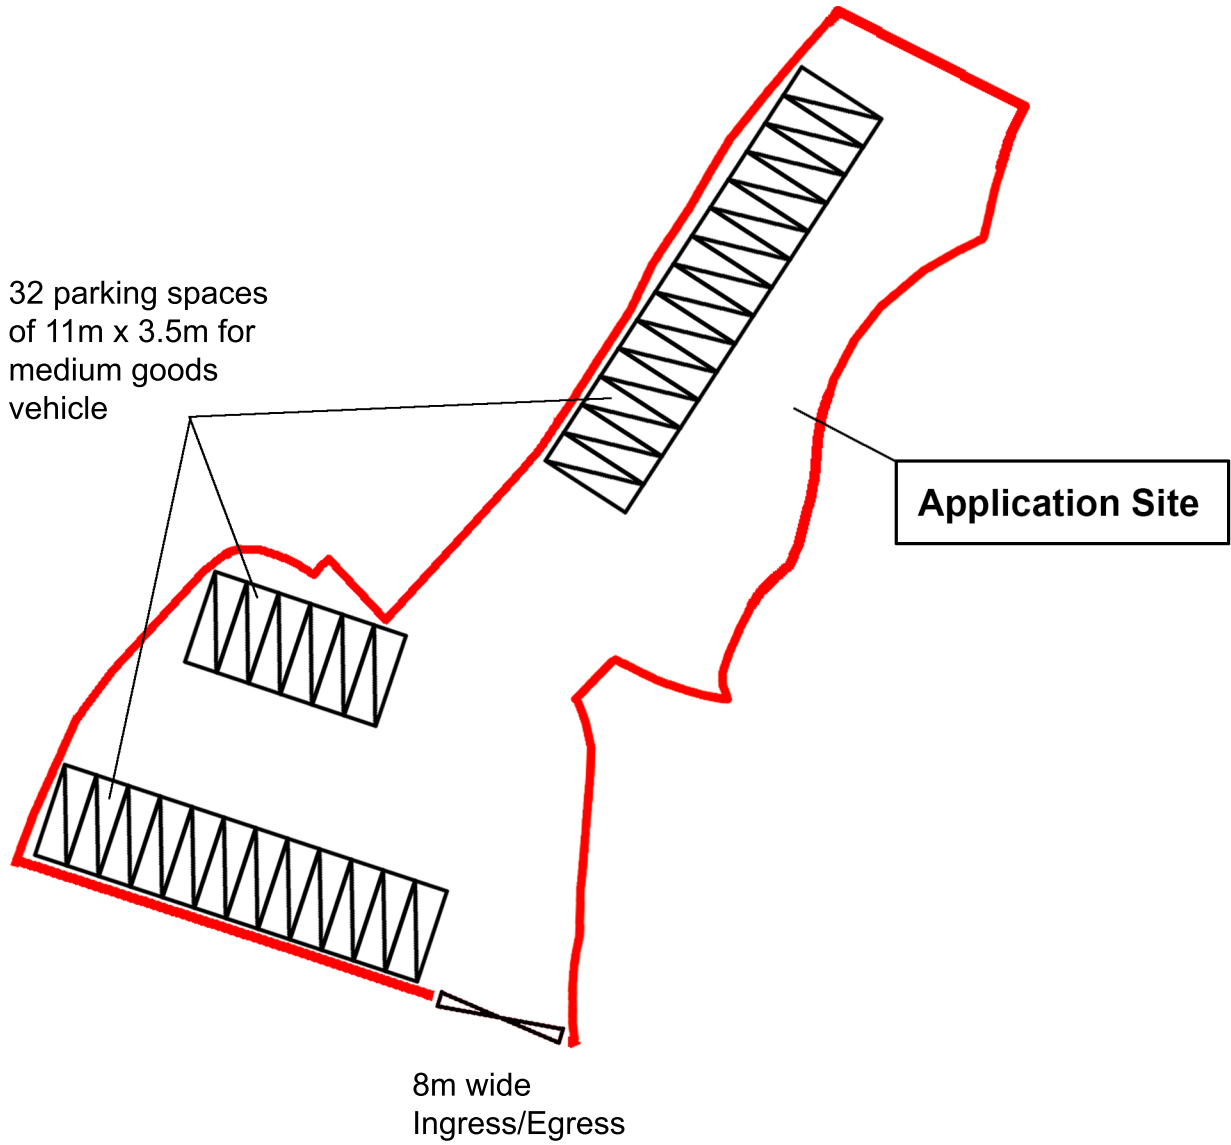 32 parking spaces
of 11m x 3.5m for
medium goods
vehicle
Application Site
8m wide
Ingress/Egress